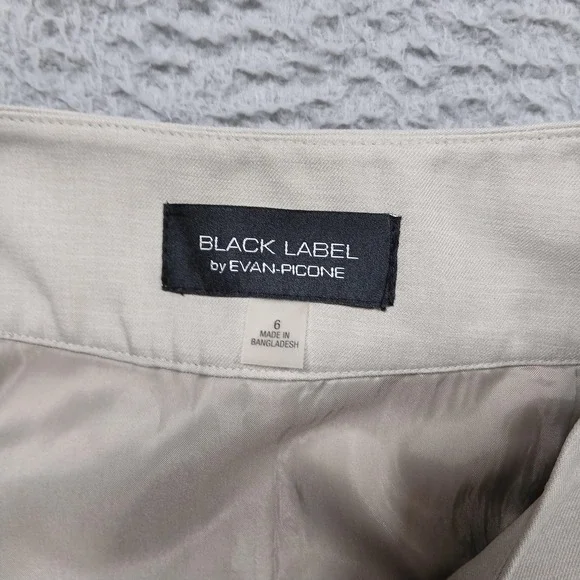 BLACK LABEL
by EVAN-PICONE
6
MADE IN
BANGLADESH